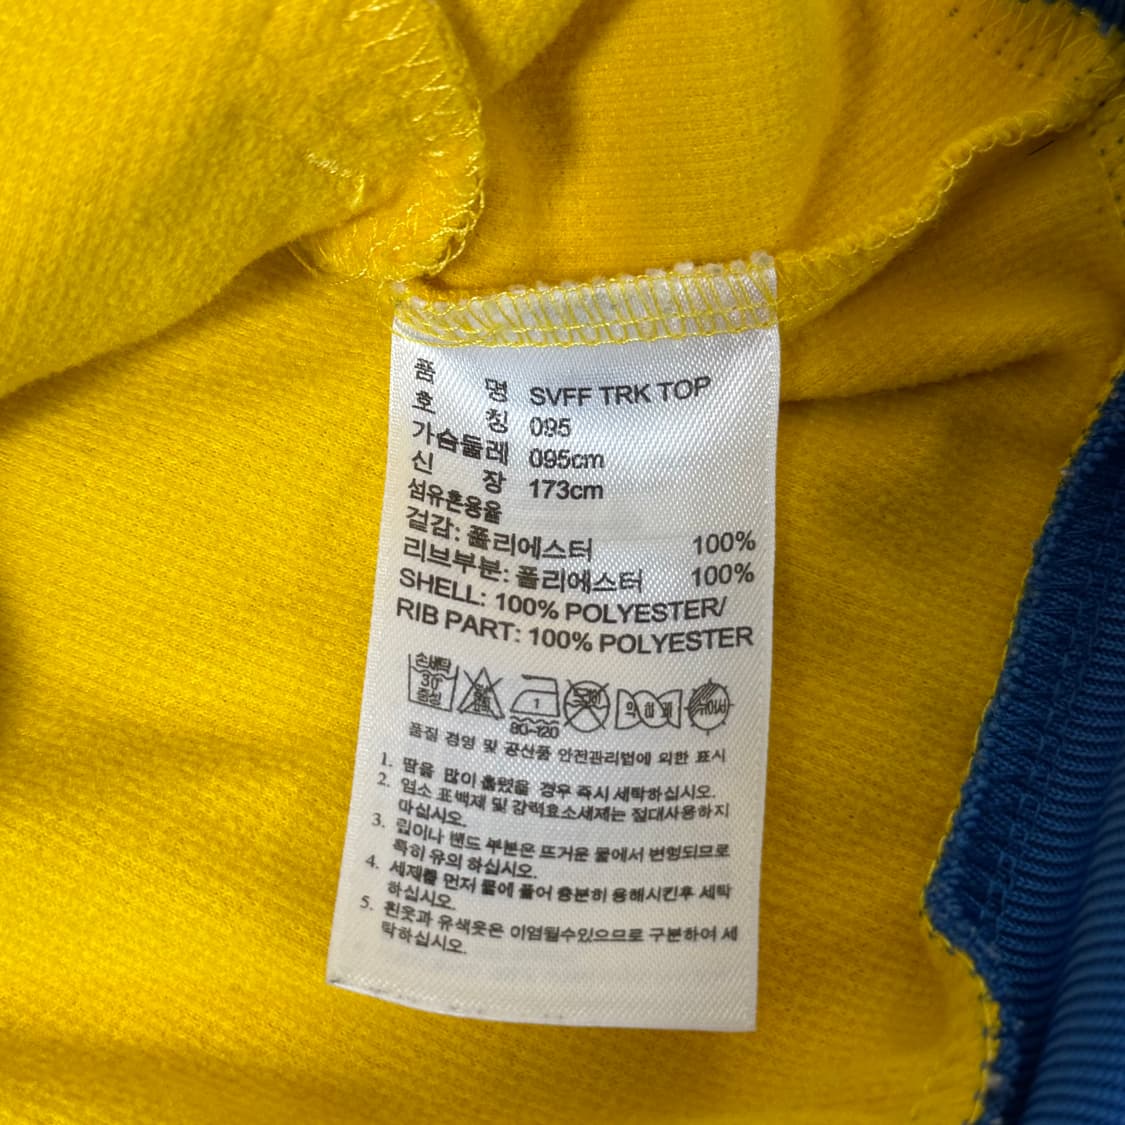 품 명 SVFF TRK TOP
호 칭 095
가슴둘레 095cm
신 장 173cm
섬유혼용율
겉감: 폴리에스터 100%
리브부분: 폴리에스터 100%
SHELL: 100% POLYESTER/
RIB PART: 100% POLYESTER
손세탁
30
중성
1
80~120
품질 경영 및 공산품 안전관리법에 의한 표시
1. 땀을 많이 흘렸을 경우 즉시 세탁하십시오.
2. 염소 표백제 및 강력효소세제는 절대사용하지
마십시오.
3. 립이나 밴드 부분은 뜨거운 물에서 변형되므로
특히 유의 하십시오.
4. 세제를 먼저 물에 풀어 충분히 용해시킨후 세탁
하십시오.
5. 흰옷과 유색옷은 이염될수있으므로 구분하여 세
탁하십시오.